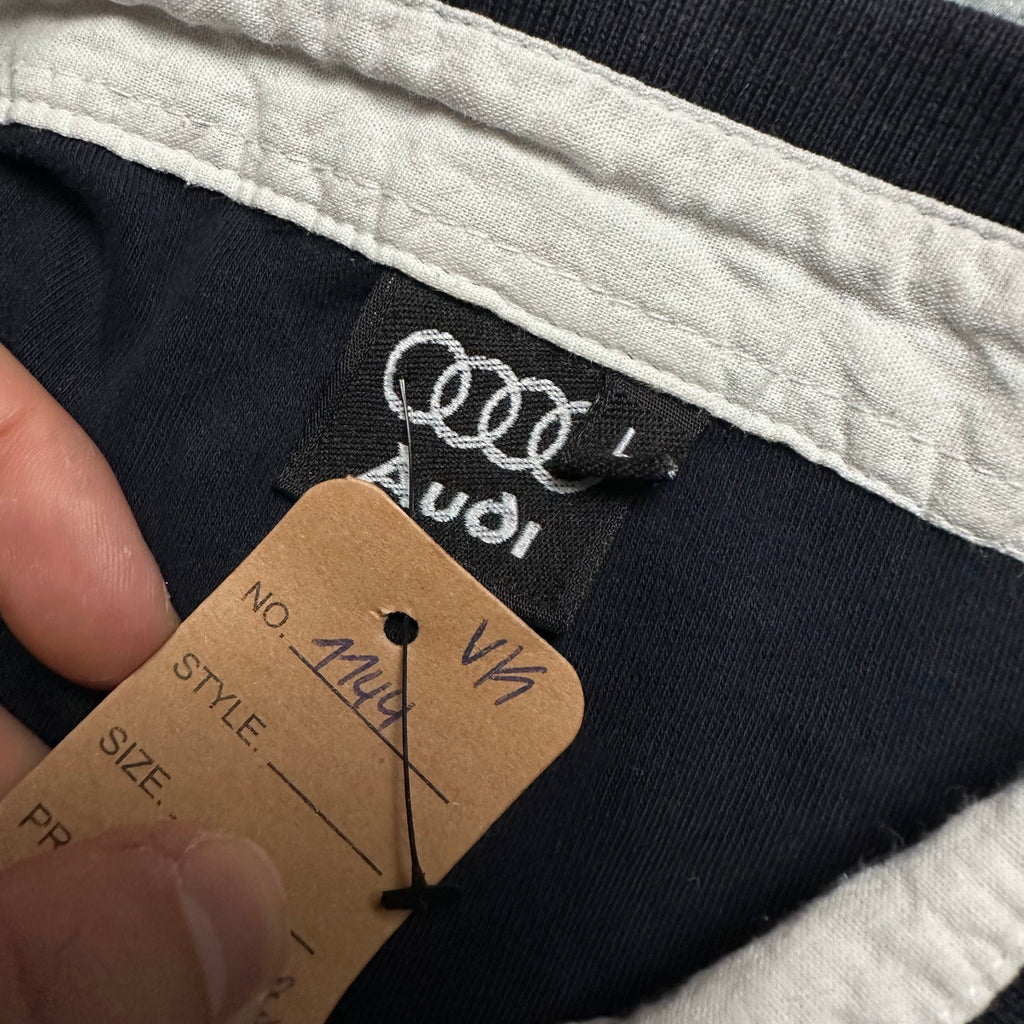 L
Audi
VK
NO. 1144
STYLE.
SIZE.
PR